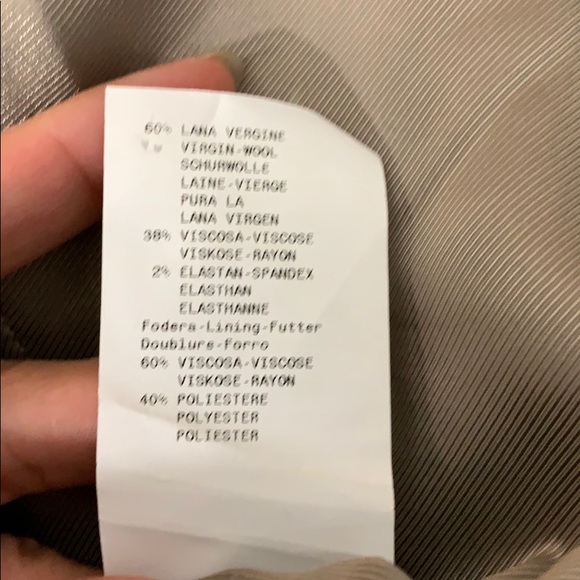 60% LANA VERGINE
VIRGIN-WOOL
SCHURWOLLE
LAINE-VIERGE
PURA LA
LANA VIRGEN
38% VISCOSA-VISCOSE
VISKOSE-RAYON
2% ELASTAN-SPANDEX
ELASTHAN
ELASTHANNE
Fodera-Lining-Futter
Doublure-Forro
60% VISCOSA-VISCOSE
VISKOSE-RAYON
40% POLIESTERE
POLYESTER
POLIESTER